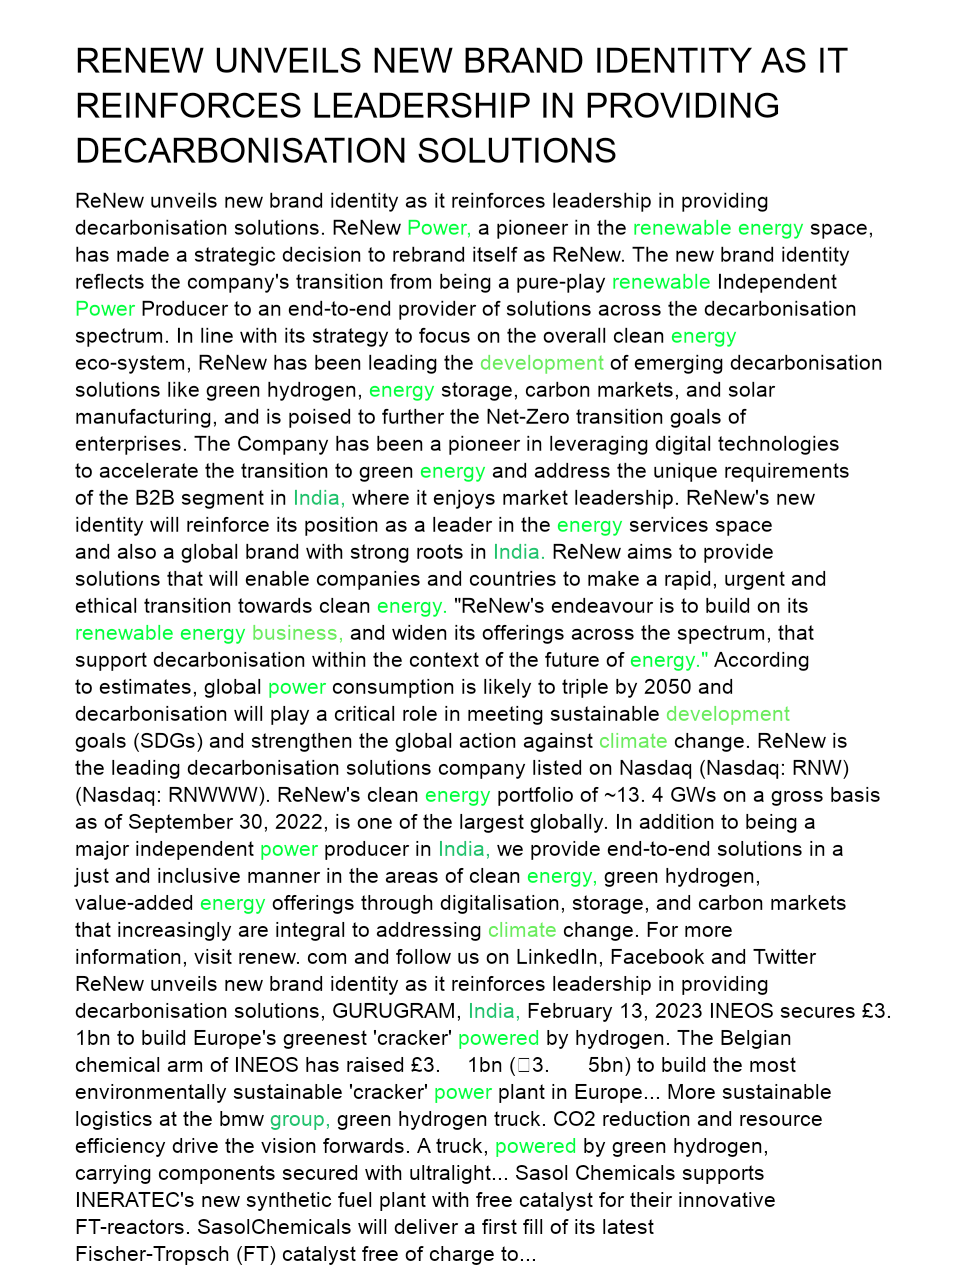 RENEW UNVEILS NEW BRAND IDENTITY AS IT
REINFORCES LEADERSHIP IN PROVIDING
DECARBONISATION SOLUTIONS
ReNew unveils new brand identity as it reinforces leadership in providing
decarbonisation solutions. ReNew Power, a pioneer in the renewable energy space,
has made a strategic decision to rebrand itself as ReNew. The new brand identity
reflects the company's transition from being a pure-play renewable Independent
Power Producer to an end-to-end provider of solutions across the decarbonisation
spectrum. In line with its strategy to focus on the overall clean energy
eco-system, ReNew has been leading the development of emerging decarbonisation
solutions like green hydrogen, energy storage, carbon markets, and solar
manufacturing, and is poised to further the Net-Zero transition goals of
enterprises. The Company has been a pioneer in leveraging digital technologies
to accelerate the transition to green energy and address the unique requirements
of the B2B segment in India, where it enjoys market leadership. ReNew's new
identity will reinforce its position as a leader in the energy services space
and also a global brand with strong roots in India. ReNew aims to provide
solutions that will enable companies and countries to make a rapid, urgent and
ethical transition towards clean energy. "ReNew's endeavour is to build on its
renewable energy business, and widen its offerings across the spectrum, that
support decarbonisation within the context of the future of energy." According
to estimates, global power consumption is likely to triple by 2050 and
decarbonisation will play a critical role in meeting sustainable development
goals (SDGs) and strengthen the global action against climate change. ReNew is
the leading decarbonisation solutions company listed on Nasdaq (Nasdaq: RNW)
(Nasdaq: RNWWW). ReNew's clean energy portfolio of ~13. 4 GWs on a gross basis
as of September 30, 2022, is one of the largest globally. In addition to being a
major independent power producer in India, we provide end-to-end solutions in a
just and inclusive manner in the areas of clean energy, green hydrogen,
value-added energy offerings through digitalisation, storage, and carbon markets
that increasingly are integral to addressing climate change. For more
information, visit renew. com and follow us on LinkedIn, Facebook and Twitter
ReNew unveils new brand identity as it reinforces leadership in providing
decarbonisation solutions, GURUGRAM, India, February 13, 2023 INEOS secures £3.
1bn to build Europe's greenest 'cracker' powered by hydrogen. The Belgian
chemical arm of INEOS has raised £3. 1bn (□3. 5bn) to build the most
environmentally sustainable 'cracker' power plant in Europe... More sustainable
logistics at the bmw group, green hydrogen truck. CO2 reduction and resource
efficiency drive the vision forwards. A truck, powered by green hydrogen,
carrying components secured with ultralight... Sasol Chemicals supports
INERATEC's new synthetic fuel plant with free catalyst for their innovative
FT-reactors. SasolChemicals will deliver a first fill of its latest
Fischer-Tropsch (FT) catalyst free of charge to...